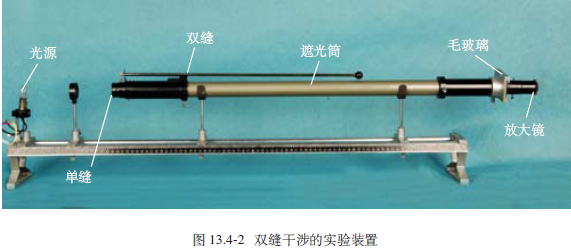 光源
双缝
遮光筒
毛玻璃
单缝
放大镜
图 13.4-2 双缝干涉的实验装置